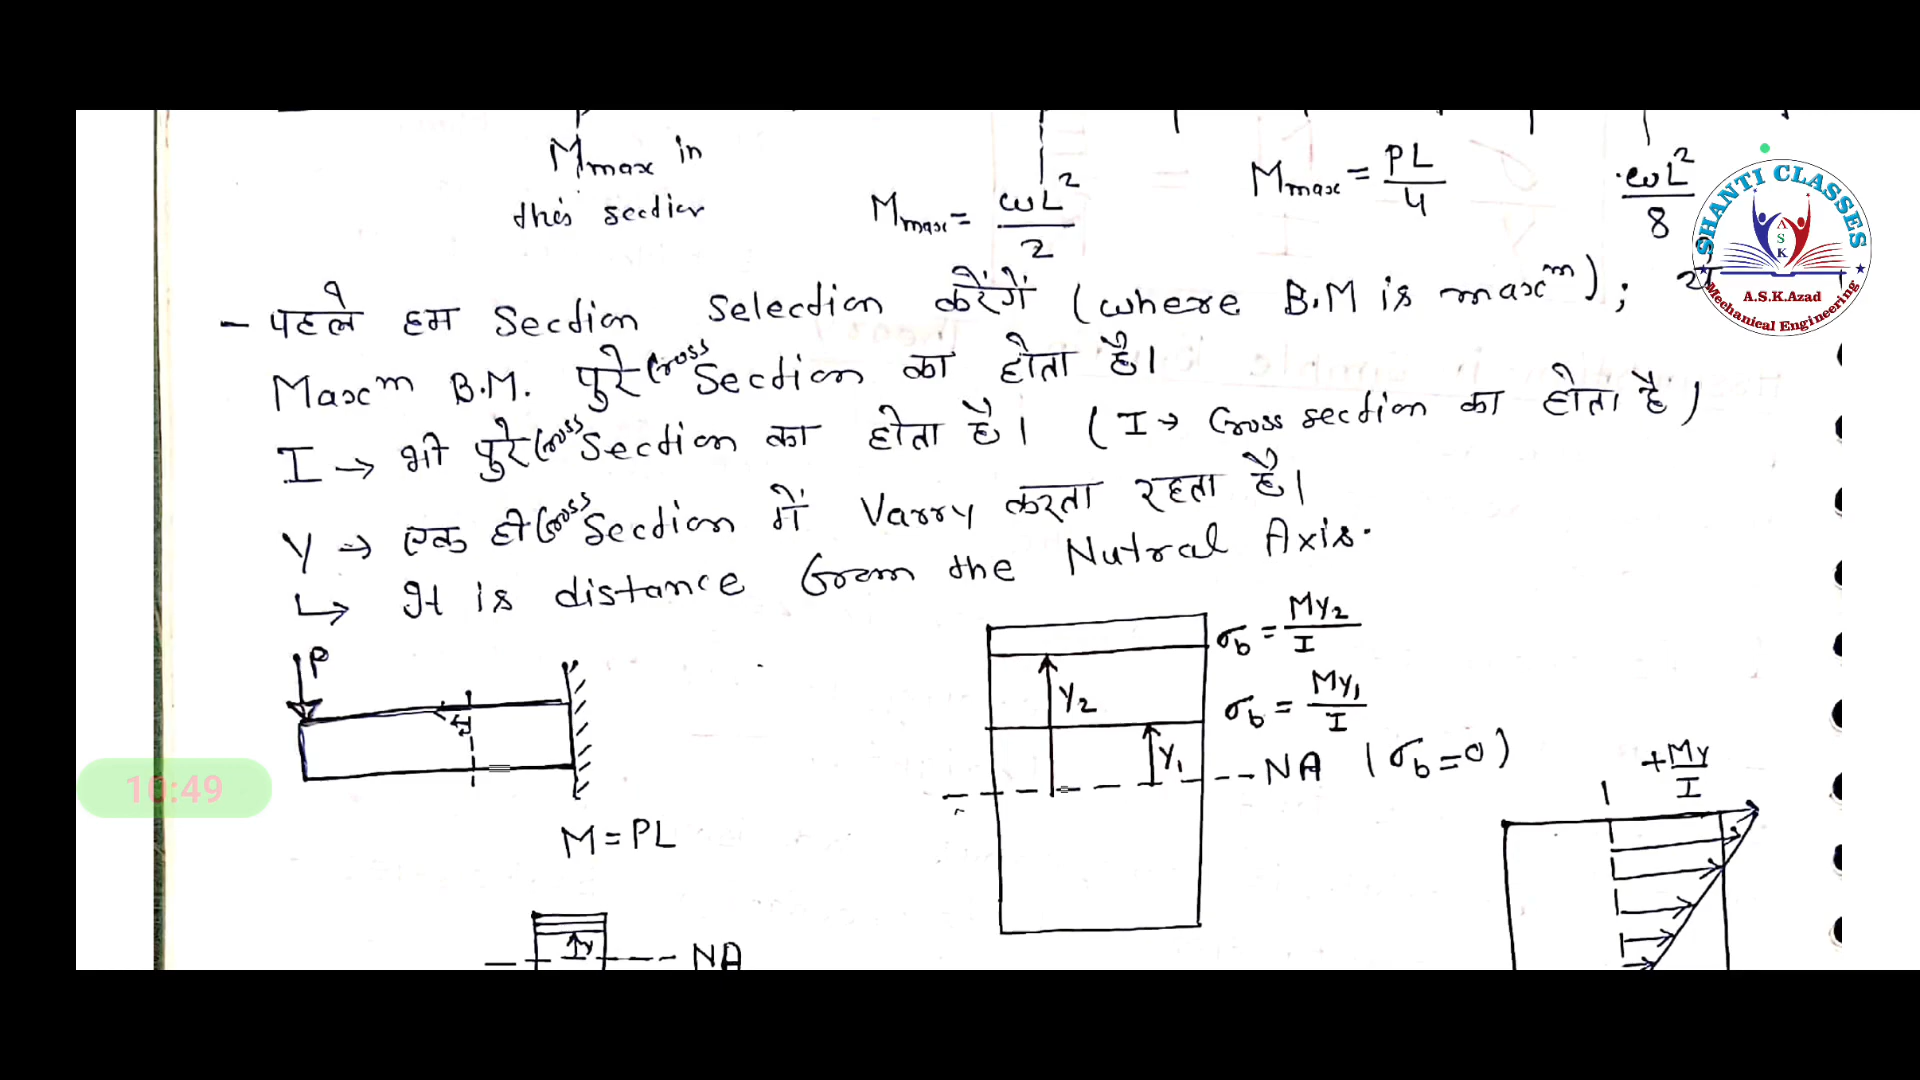 Mmax in
this section
Mmax = ωL²/2
Mmax = PL/4
ωL²/8
SHANTI CLASSES
A
S
K
A.S.K.Azad
Mechanical Engineering
- पहले हम Section Selection करेंगें (where B.M is maxᵐ);
Maxᵐ B.M. पुरे Cross Section का होता है।
I → भी पुरे Cross Section का होता है। (I → Cross section का होता है)
Y → एक ही Cross Section में Varry करता रहता है।
↳ It is distance from the Nutral Axis.
P
M = PL
Y
NA
Y₂
σb = MY₂/I
Y₁
σb = MY₁/I
NA (σb = 0)
+MY/I
10:49